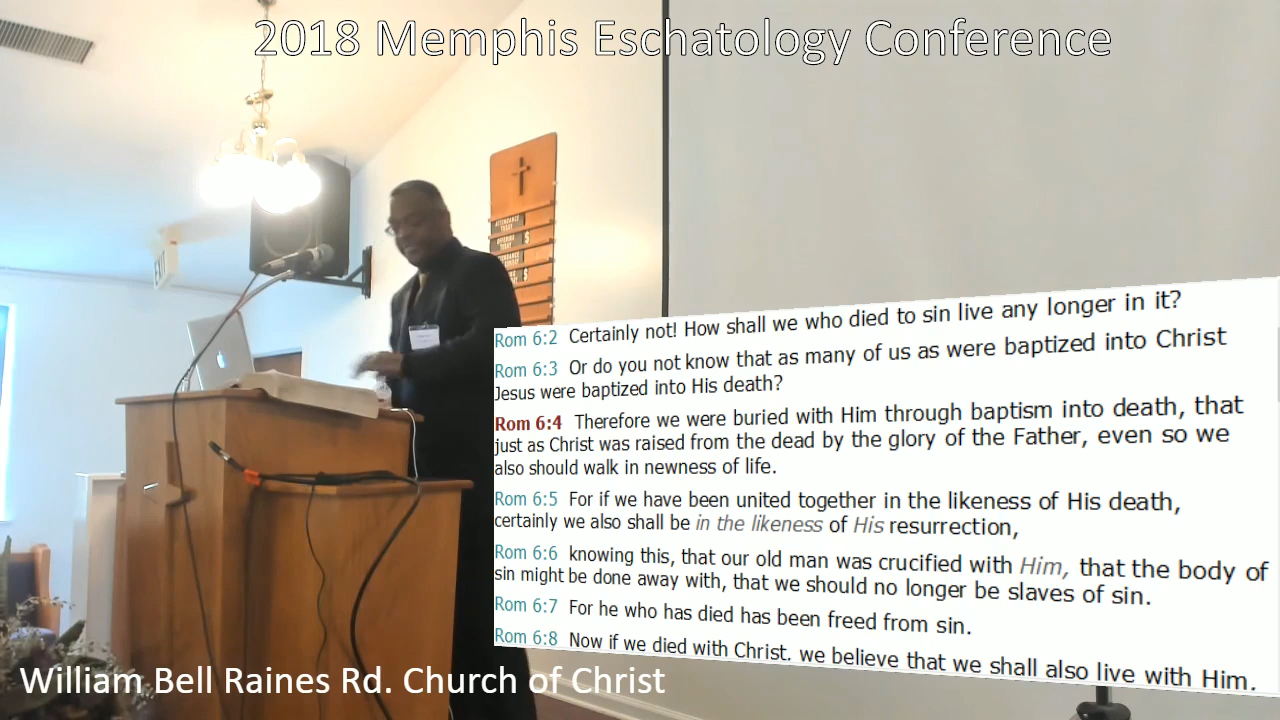 2018 Memphis Eschatology Conference
EXIT
ATTENDANCE
TODAY
OFFERING
TODAY
$
ATTENDANCE
$
Rom 6:2 Certainly not! How shall we who died to sin live any longer in it?
Rom 6:3 Or do you not know that as many of us as were baptized into Christ
Jesus were baptized into His death?
Rom 6:4 Therefore we were buried with Him through baptism into death, that
just as Christ was raised from the dead by the glory of the Father, even so we
also should walk in newness of life.
Rom 6:5 For if we have been united together in the likeness of His death,
certainly we also shall be in the likeness of His resurrection,
Rom 6:6 knowing this, that our old man was crucified with Him, that the body of
sin might be done away with, that we should no longer be slaves of sin.
Rom 6:7 For he who has died has been freed from sin.
Rom 6:8 Now if we died with Christ, we believe that we shall also live with Him.
William Bell Raines Rd. Church of Christ